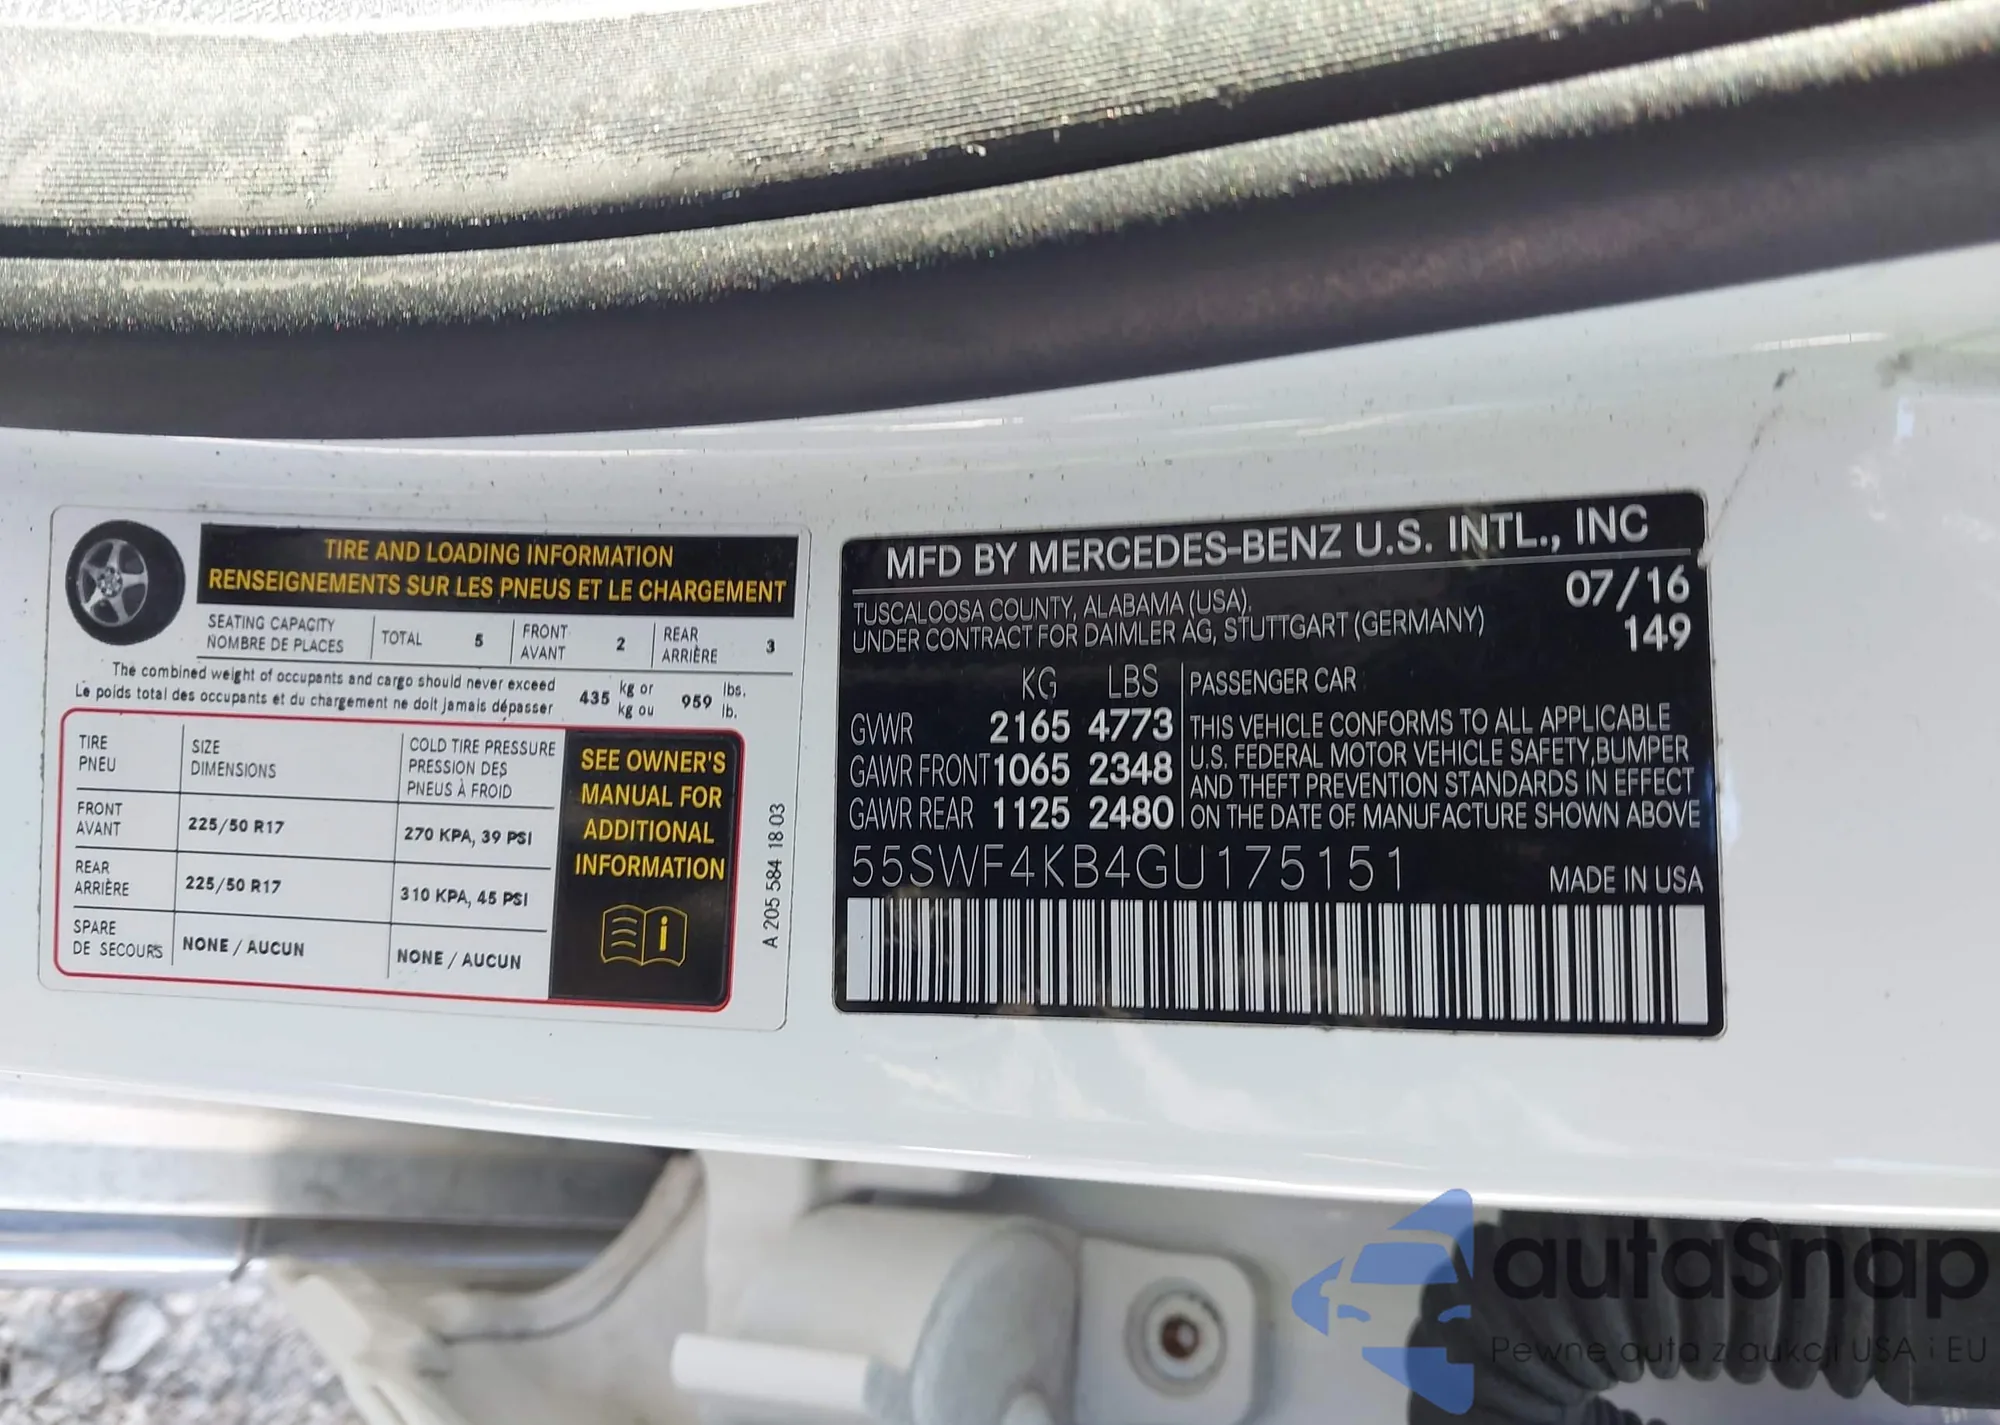 TIRE AND LOADING INFORMATION
RENSEIGNEMENTS SUR LES PNEUS ET LE CHARGEMENT
SEATING CAPACITY
NOMBRE DE PLACES
TOTAL 5
FRONT
AVANT
2
REAR
ARRIÈRE
3
The combined weight of occupants and cargo should never exceed
Le poids total des occupants et du chargement ne doit jamais dépasser
435
kg or
kg ou
959
lbs.
lb.
TIRE
PNEU
SIZE
DIMENSIONS
COLD TIRE PRESSURE
PRESSION DES
PNEUS À FROID
FRONT
AVANT
225/50 R17
270 KPA, 39 PSI
REAR
ARRIÈRE
225/50 R17
310 KPA, 45 PSI
SPARE
DE SECOURS
NONE / AUCUN
NONE / AUCUN
SEE OWNER'S
MANUAL FOR
ADDITIONAL
INFORMATION
i
A 205 584 18 03
MFD BY MERCEDES-BENZ U.S. INTL., INC
TUSCALOOSA COUNTY, ALABAMA (USA),
UNDER CONTRACT FOR DAIMLER AG, STUTTGART (GERMANY)
07/16
149
KG LBS
GVWR 2165 4773
GAWR FRONT 1065 2348
GAWR REAR 1125 2480
PASSENGER CAR
THIS VEHICLE CONFORMS TO ALL APPLICABLE
U.S. FEDERAL MOTOR VEHICLE SAFETY, BUMPER
AND THEFT PREVENTION STANDARDS IN EFFECT
ON THE DATE OF MANUFACTURE SHOWN ABOVE
55SWF4KB4GU175151
MADE IN USA
autaSnap
Pewne auta z aukcji USA i EU